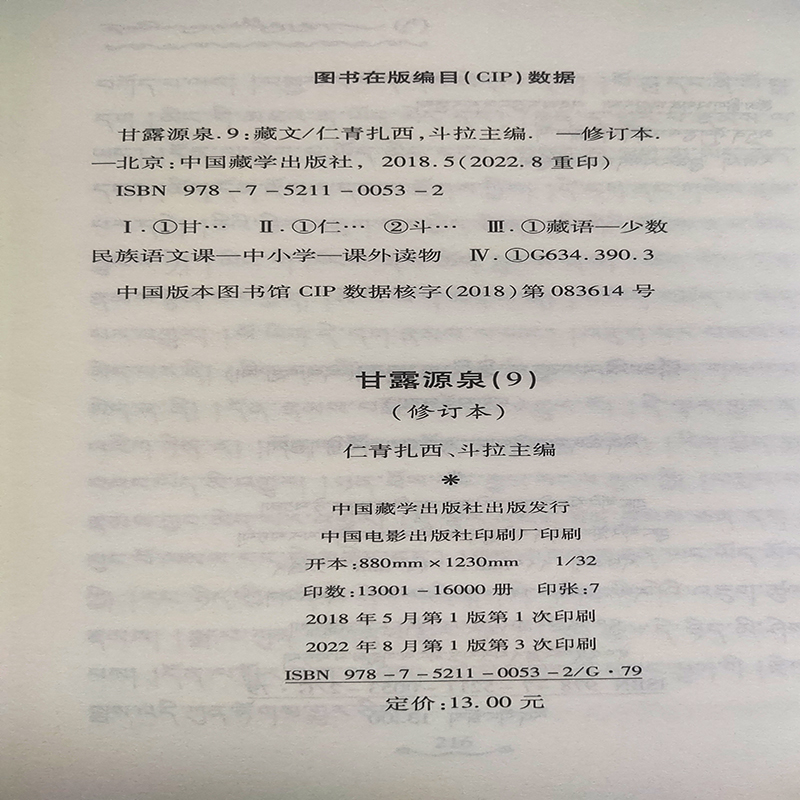 图书在版编目(CIP)数据
甘露源泉.9:藏文/仁青扎西,斗拉主编. —修订本.
—北京:中国藏学出版社, 2018.5(2022.8重印)
ISBN 978-7-5211-0053-2
Ⅰ.①甘… Ⅱ.①仁… ②斗… Ⅲ.①藏语—少数
民族语文课—中小学—课外读物 Ⅳ.①G634.390.3
中国版本图书馆CIP数据核字(2018)第083614号
甘露源泉(9)
(修订本)
仁青扎西、斗拉主编
*
中国藏学出版社出版发行
中国电影出版社印刷厂印刷
开本:880mm×1230mm 1/32
印数:13001-16000册 印张:7
2018年5月第1版第1次印刷
2022年8月第1版第3次印刷
ISBN 978-7-5211-0053-2/G·79
定价:13.00元
216